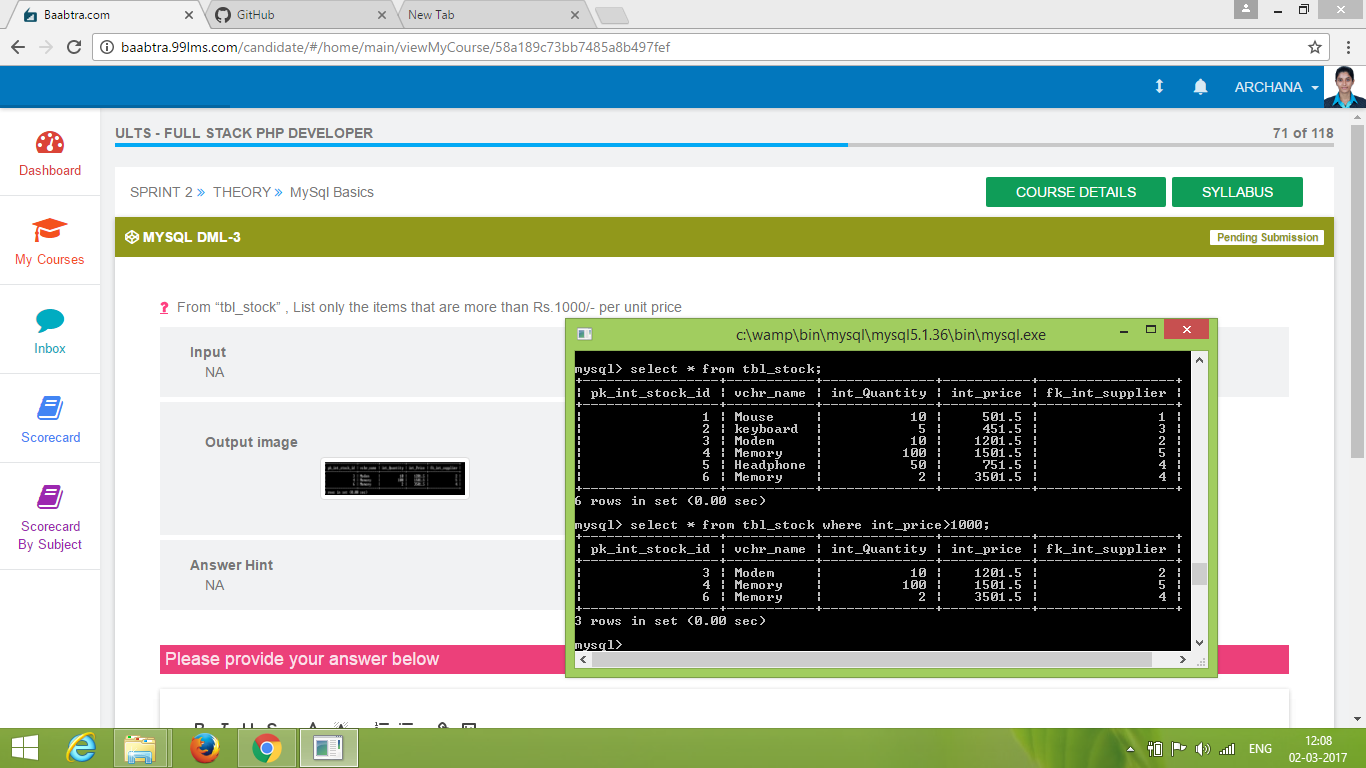 Baabtra.com
GitHub
New Tab
baabtra.99lms.com/candidate/#/home/main/viewMyCourse/58a189c73bb7485a8b497fef
ARCHANA
Dashboard
My Courses
Inbox
Scorecard
Scorecard
By Subject
ULTS - FULL STACK PHP DEVELOPER
71 of 118
SPRINT 2 » THEORY » MySql Basics
COURSE DETAILS
SYLLABUS
MYSQL DML-3
Pending Submission
? From “tbl_stock” , List only the items that are more than Rs.1000/- per unit price
Input
NA
Output image
Answer Hint
NA
Please provide your answer below
c:\wamp\bin\mysql\mysql5.1.36\bin\mysql.exe
mysql> select * from tbl_stock;
| pk_int_stock_id | vchr_name | int_Quantity | int_price | fk_int_supplier |
| 1 | Mouse | 10 | 501.5 | 1 |
| 2 | keyboard | 5 | 451.5 | 3 |
| 3 | Modem | 10 | 1201.5 | 2 |
| 4 | Memory | 100 | 1501.5 | 5 |
| 5 | Headphone | 50 | 751.5 | 4 |
| 6 | Memory | 2 | 3501.5 | 4 |
6 rows in set (0.00 sec)
mysql> select * from tbl_stock where int_price>1000;
| pk_int_stock_id | vchr_name | int_Quantity | int_price | fk_int_supplier |
| 3 | Modem | 10 | 1201.5 | 2 |
| 4 | Memory | 100 | 1501.5 | 5 |
| 6 | Memory | 2 | 3501.5 | 4 |
3 rows in set (0.00 sec)
mysql>
ENG
12:08
02-03-2017